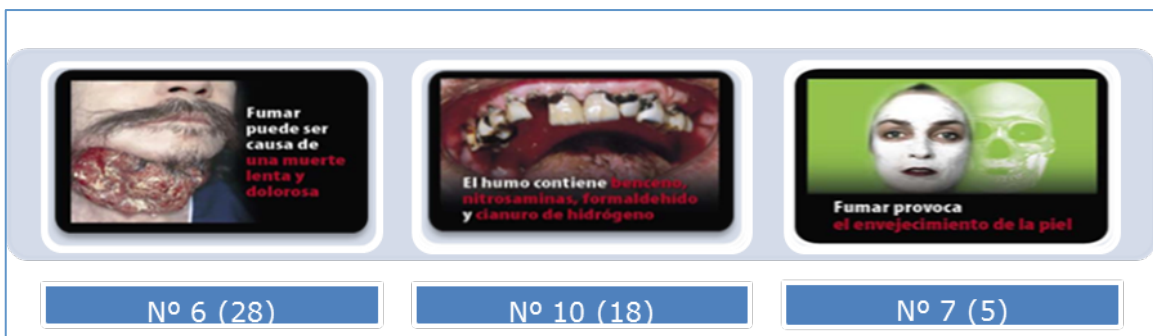 Fumar
puede ser
causa de
una muerte
lenta y
dolorosa
El humo contiene benceno,
nitrosaminas, formaldehído
y cianuro de hidrógeno
Fumar provoca
el envejecimiento de la piel
Nº 6 (28)
Nº 10 (18)
Nº 7 (5)